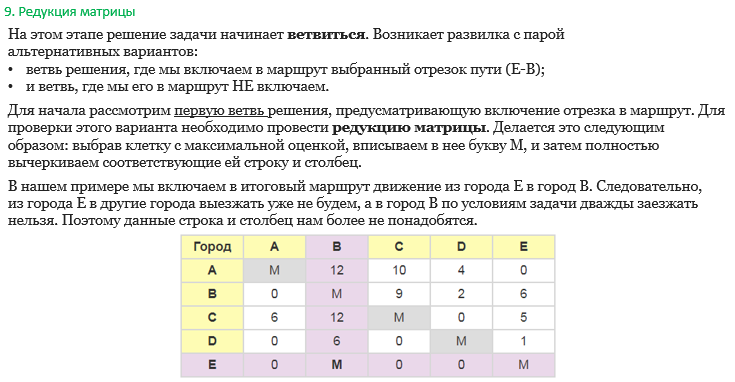 9. Редукция матрицы
На этом этапе решение задачи начинает ветвиться. Возникает развилка с парой
альтернативных вариантов:
• ветвь решения, где мы включаем в маршрут выбранный отрезок пути (E-B);
• и ветвь, где мы его в маршрут НЕ включаем.
Для начала рассмотрим первую ветвь решения, предусматривающую включение отрезка в маршрут. Для
проверки этого варианта необходимо провести редукцию матрицы. Делается это следующим
образом: выбрав клетку с максимальной оценкой, вписываем в нее букву М, и затем полностью
вычеркиваем соответствующие ей строку и столбец.
В нашем примере мы включаем в итоговый маршрут движение из города E в город B. Следовательно,
из города E в другие города выезжать уже не будем, а в город B по условиям задачи дважды заезжать
нельзя. Поэтому данные строка и столбец нам более не понадобятся.
Город A B C D E
A M 12 10 4 0
B 0 M 9 2 6
C 6 12 M 0 5
D 0 6 0 M 1
E 0 M 0 0 M